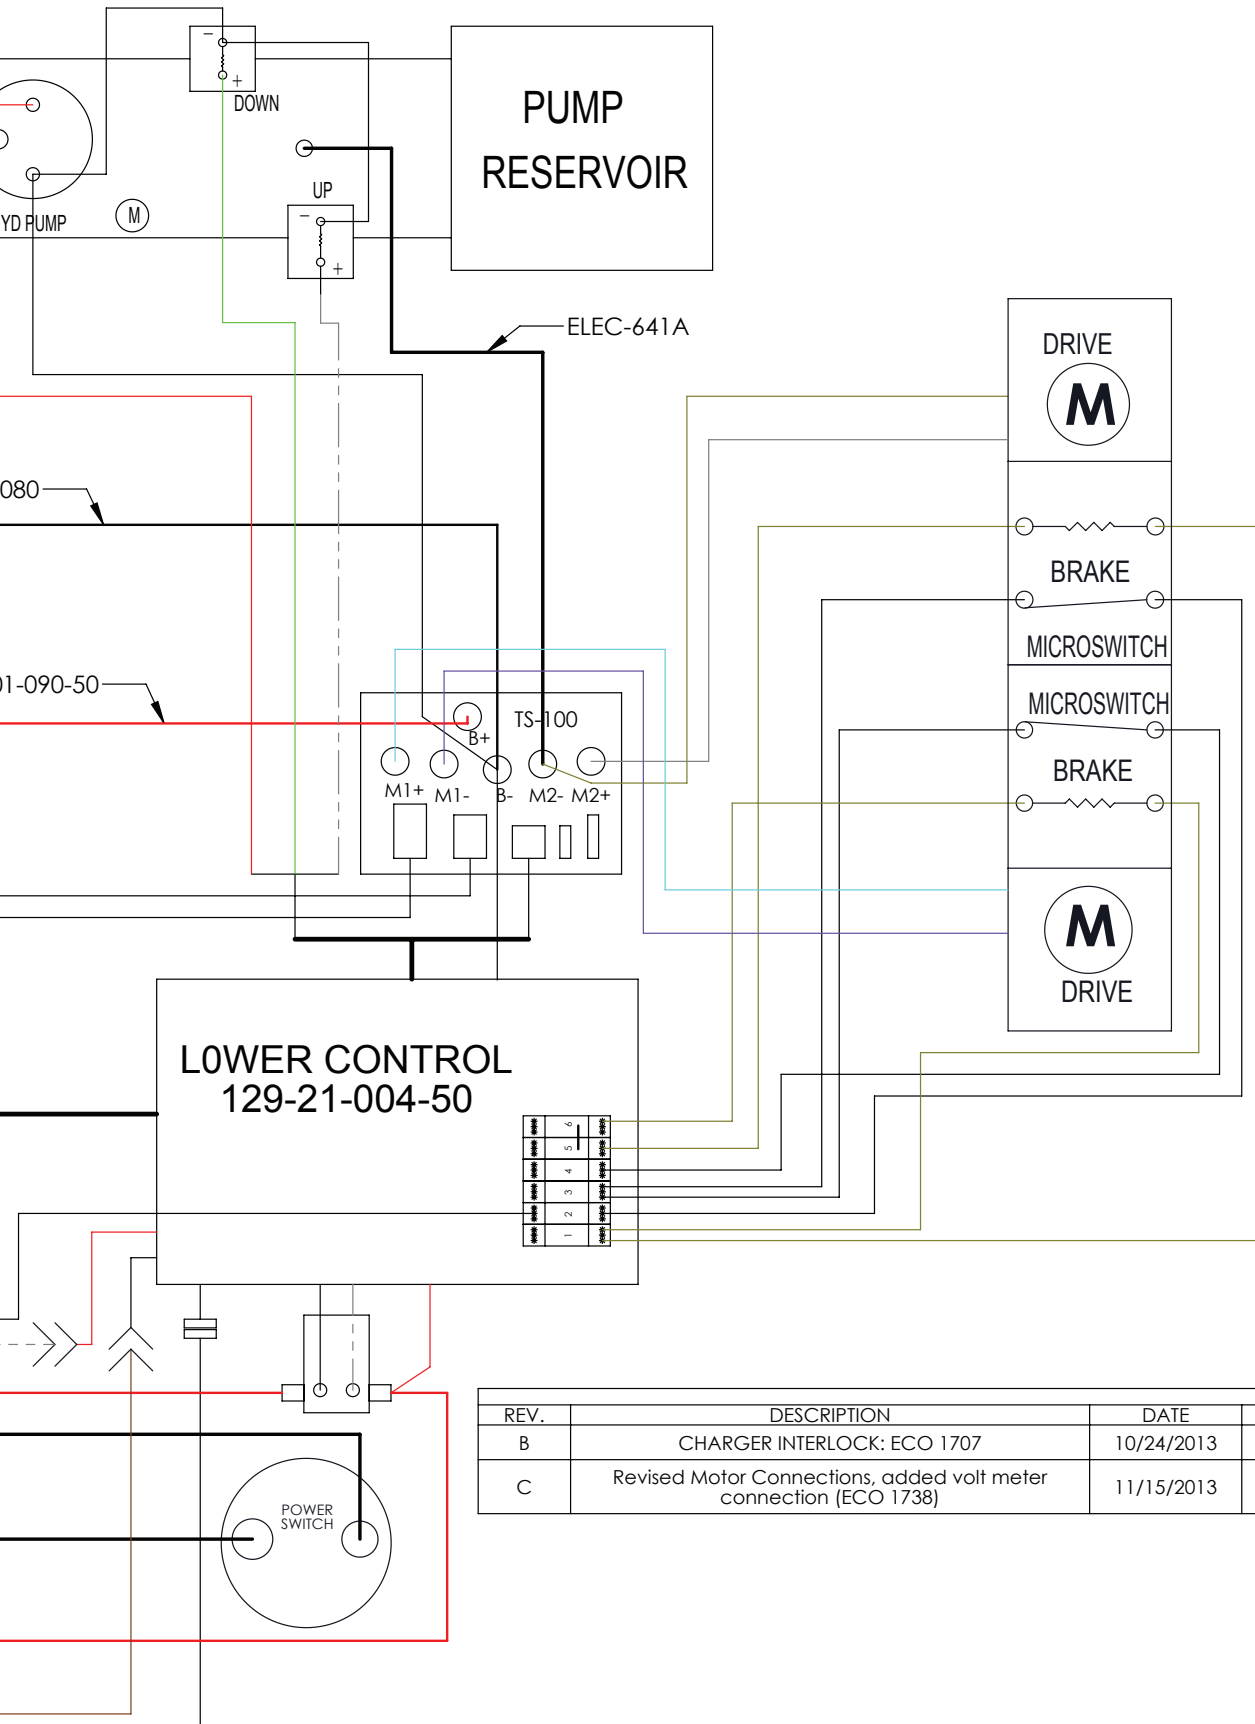 −
+
DOWN
PUMP
RESERVOIR
UP
M
YD PUMP
−
+
ELEC-641A
DRIVE
M
080
BRAKE
MICROSWITCH
01-090-50
TS-100
B+
MICROSWITCH
BRAKE
M1+ M1- B- M2- M2+
M
DRIVE
L0WER CONTROL
129-21-004-50
6
5
4
3
2
1
REV. DESCRIPTION DATE
B CHARGER INTERLOCK: ECO 1707 10/24/2013
C Revised Motor Connections, added volt meter connection (ECO 1738) 11/15/2013
POWER
SWITCH